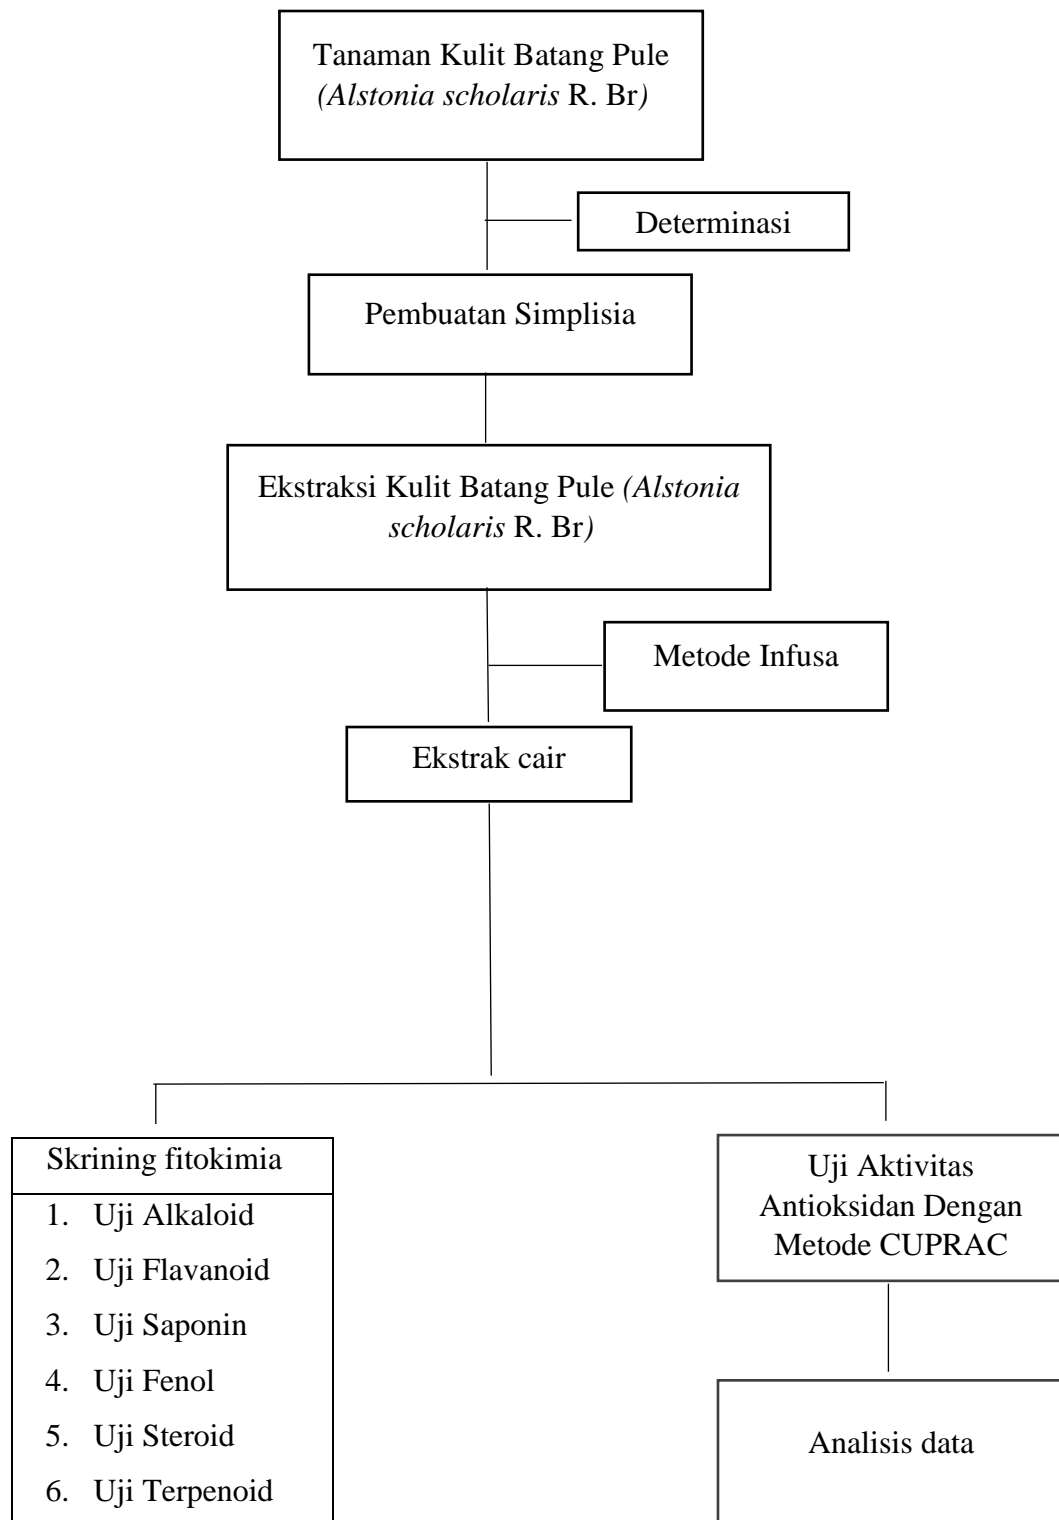 Tanaman Kulit Batang Pule
(Alstonia scholaris R. Br)
Determinasi
Pembuatan Simplisia
Ekstraksi Kulit Batang Pule (Alstonia
scholaris R. Br)
Metode Infusa
Ekstrak cair
Skrining fitokimia
1. Uji Alkaloid
2. Uji Flavanoid
3. Uji Saponin
4. Uji Fenol
5. Uji Steroid
6. Uji Terpenoid
Uji Aktivitas
Antioksidan Dengan
Metode CUPRAC
Analisis data